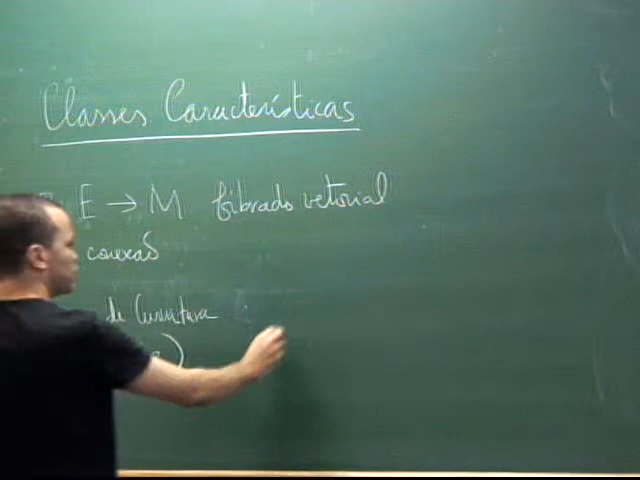 Classes Características
E → M fibrado vetorial
conexão
de Curvatura